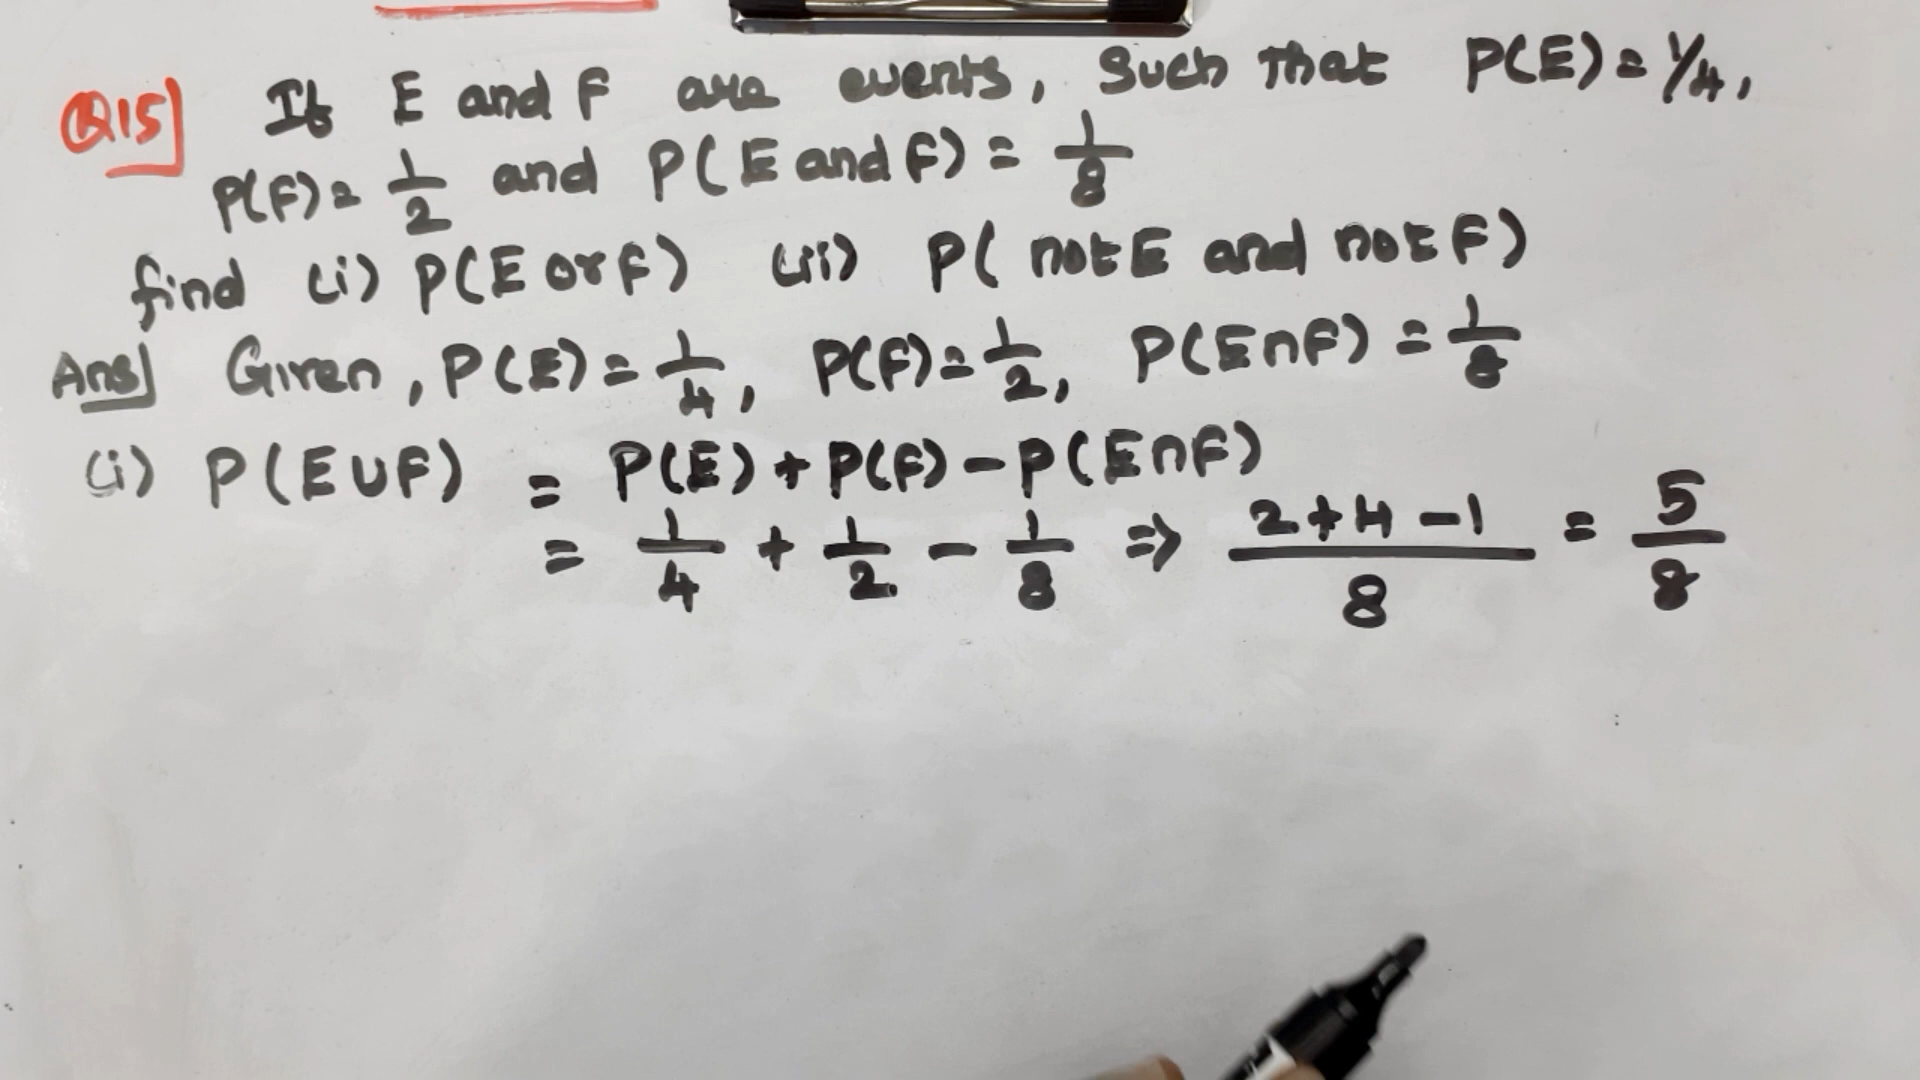 Q15] If E and F are events, Such that P(E) = 1/4,
P(F) = 1/2 and P(E and F) = 1/8
find (i) P(E or F) (ii) P( not E and not F)
Ans] Given, P(E) = 1/4, P(F) = 1/2, P(E∩F) = 1/8
(i) P(E∪F) = P(E) + P(F) - P(E∩F)
= 1/4 + 1/2 - 1/8 ⇒ (2+4-1)/8 = 5/8